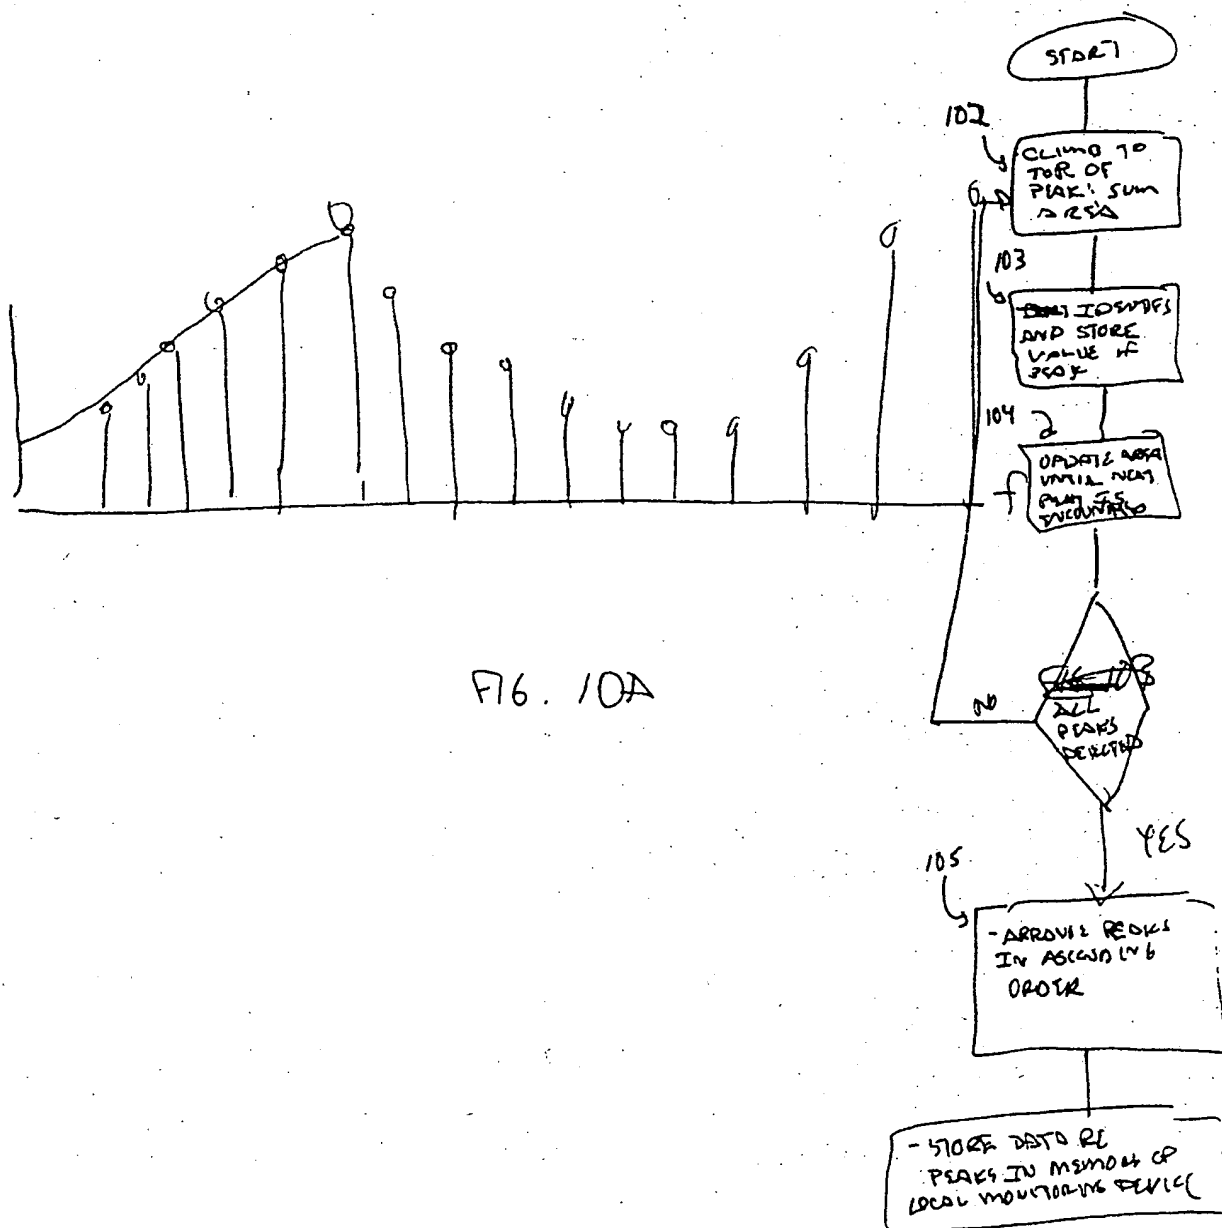 START
102
CLIMB TO
TOP OF
PEAK: SUM
AREA
103
IDENTIFY
AND STORE
VALUE OF
PEAK
104
UPDATE AREA
UNTIL NEXT
PEAK IS
ENCOUNTERED
ALL
PEAKS
DETECTED
NO
YES
FIG. 10A
105
- ARRANGE PEAKS
IN ASCENDING
ORDER
- STORE DATA RE
PEAKS IN MEMORY OF
LOCAL MONITORING DEVICE